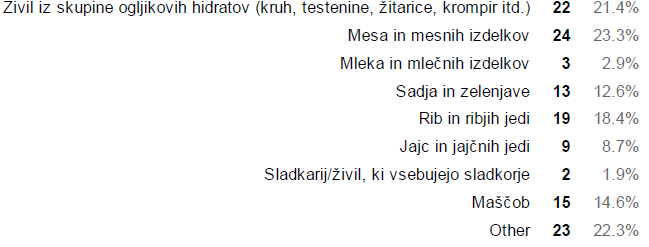 Živil iz skupine ogljikovih hidratov (kruh, testenine, žitarice, krompir itd.) 22 21.4%
Mesa in mesnih izdelkov 24 23.3%
Mleka in mlečnih izdelkov 3 2.9%
Sadja in zelenjave 13 12.6%
Rib in ribjih jedi 19 18.4%
Jajc in jajčnih jedi 9 8.7%
Sladkarij/živil, ki vsebujejo sladkorje 2 1.9%
Maščob 15 14.6%
Other 23 22.3%